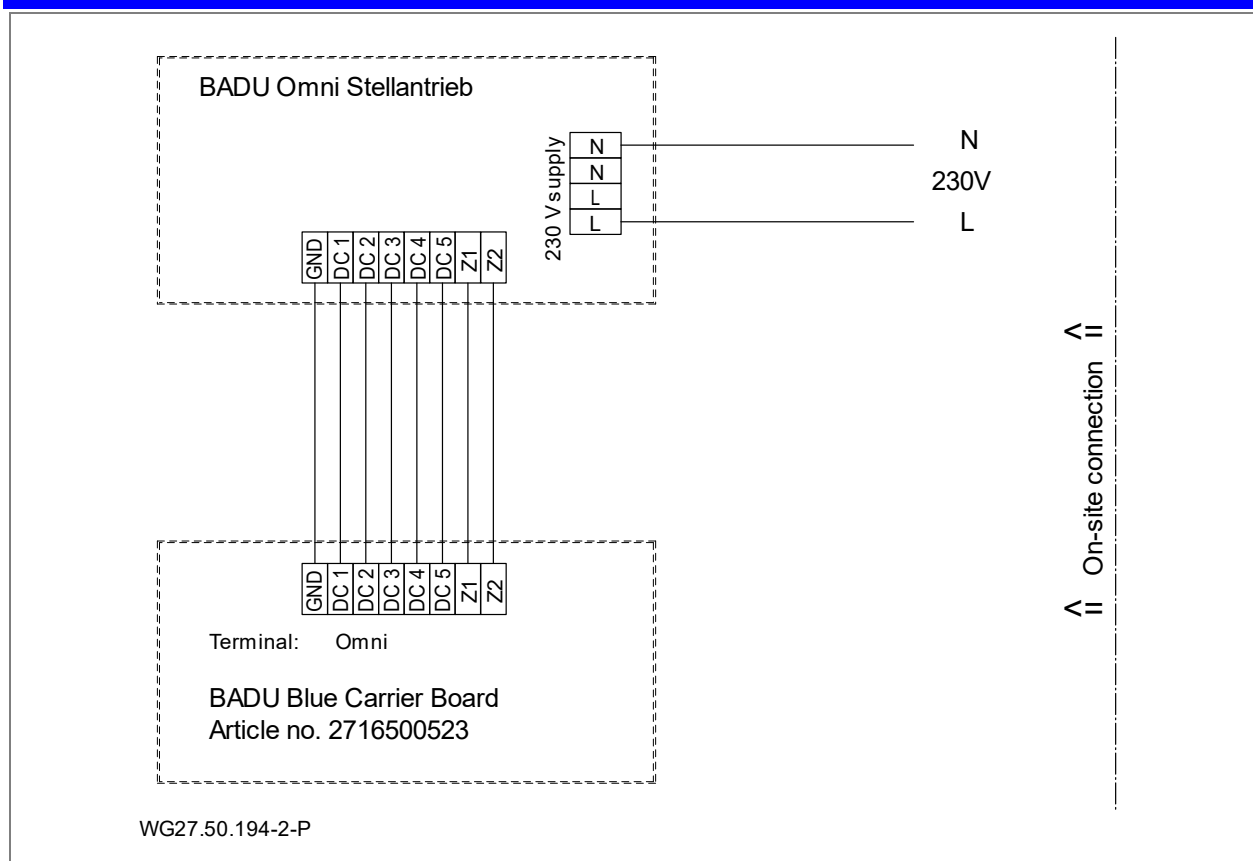 BADU Omni Stellantrieb
230 V supply
N
N
L
L
N
230V
L
GND DC 1 DC 2 DC 3 DC 4 DC 5 Z1 Z2
<= On-site connection <=
GND DC 1 DC 2 DC 3 DC 4 DC 5 Z1 Z2
Terminal: Omni
BADU Blue Carrier Board
Article no. 2716500523
WG27.50.194-2-P